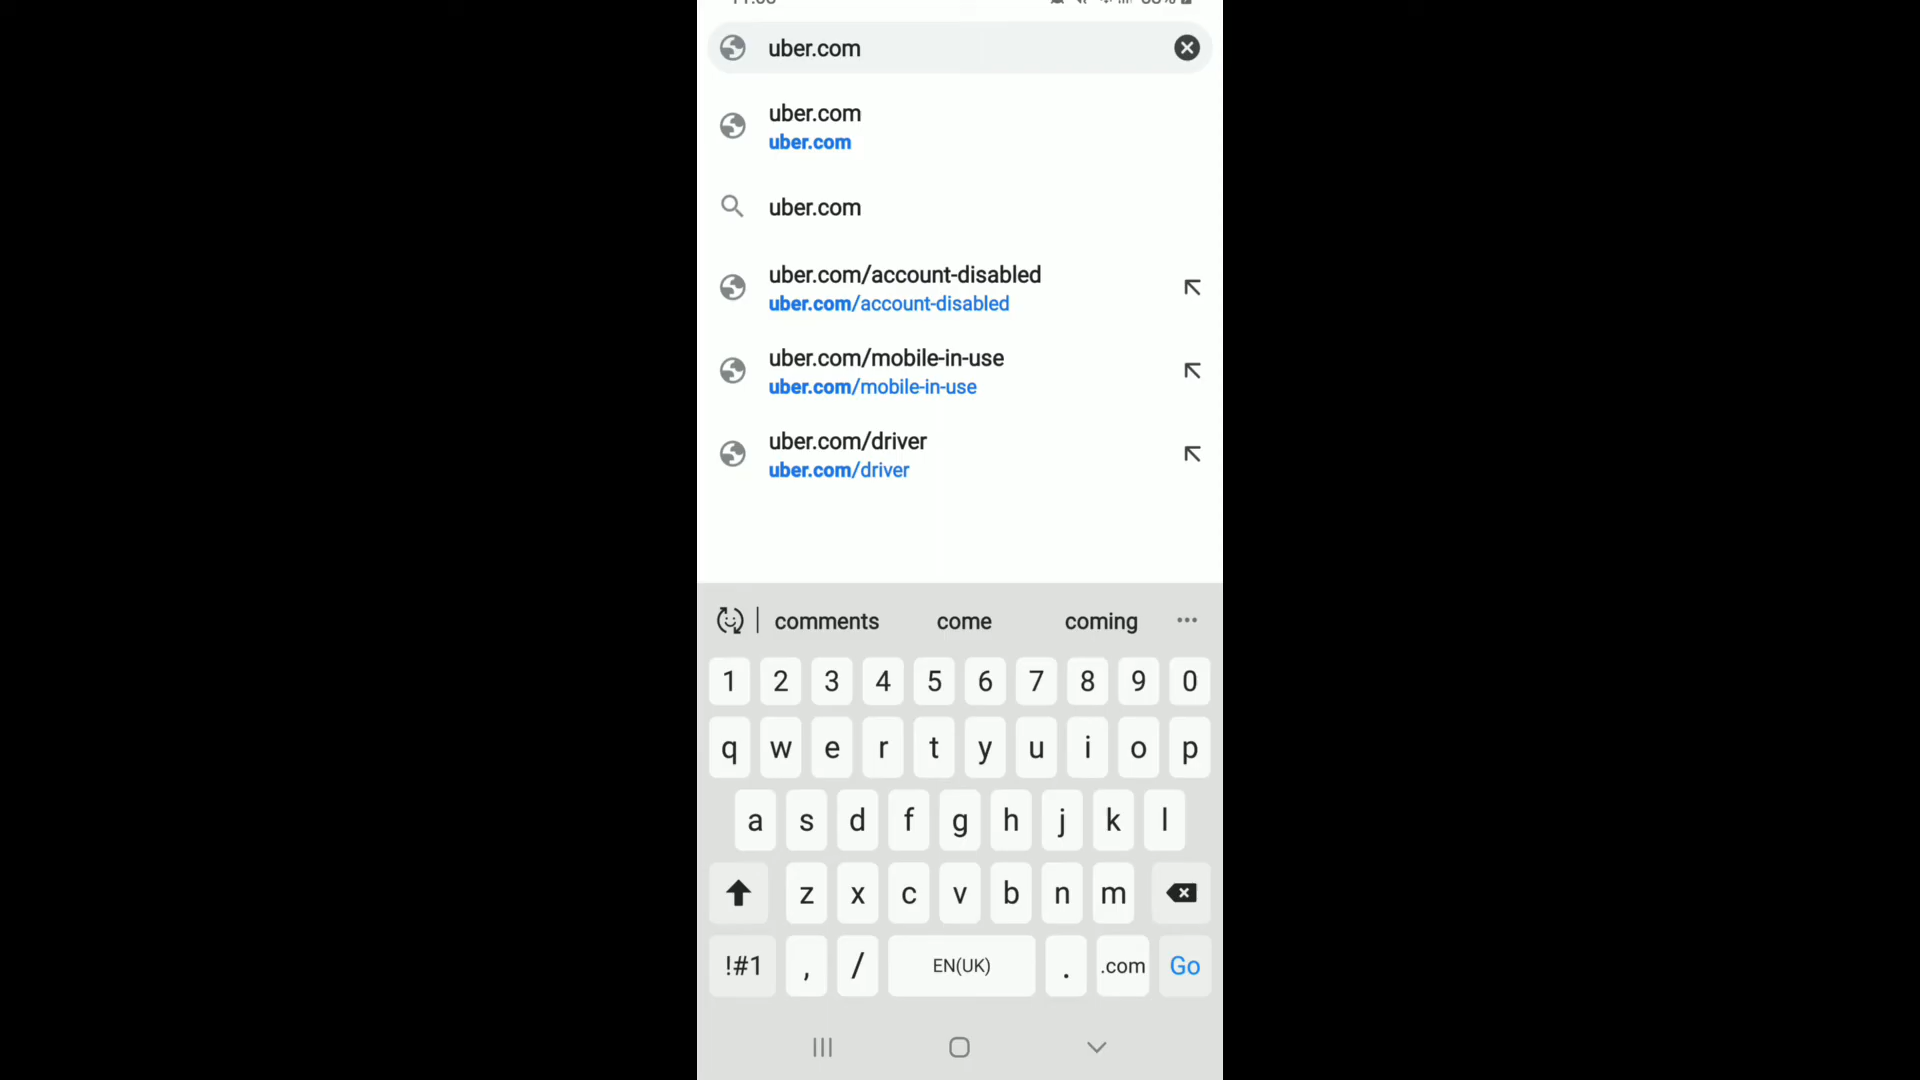 uber.com
uber.com
uber.com
uber.com
uber.com/account-disabled
uber.com/account-disabled
uber.com/mobile-in-use
uber.com/mobile-in-use
uber.com/driver
uber.com/driver
comments come coming
1 2 3 4 5 6 7 8 9 0
q w e r t y u i o p
a s d f g h j k l
z x c v b n m
!#1 , / EN(UK) . .com Go